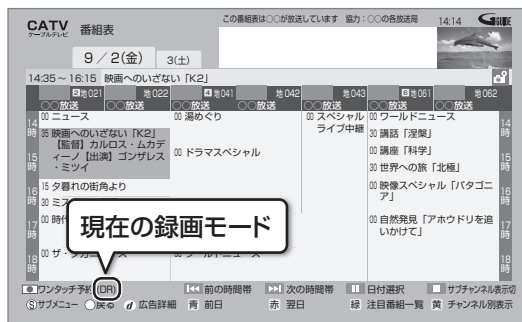 CATV 番組表
ケーブルテレビ
この番組表は○○が放送しています 協力：○○の各放送局 14:14 GGUIDE
9／2(金) 3(土)
14:35～16:15 映画へのいざない「K2」
2地021 地022 4地041 地042 地043 6地061 地062
○○放送 ○○放送 ○○放送 ○○放送 ○○放送 ○○放送 ○○放送
14時
00 ニュース
35 映画へのいざない「K2」
【監督】カルロス・ムカデ
ィーノ【出演】ゴンザレス
・ミツイ
15時
16時
15 夕暮れの街角より
30 ミス
17時
00 時代
18時
00 ザ・
00 湯めぐり
00 ドラマスペシャル
00 スペシャル
ライブ中継
00 ワールドニュース
30 講話「涅槃」
00 講座「科学」
30 世界への旅「北極」
00 映像スペシャル「パタゴニ
ア」
00 自然発見「アホウドリを追
いかけて」
現在の録画モード
ワンタッチ予約(DR) 前の時間帯 次の時間帯 日付選択 サブチャンネル表示切
Sサブメニュー 戻る d 広告詳細 青 前日 赤 翌日 緑 注目番組一覧 黄 チャンネル別表示